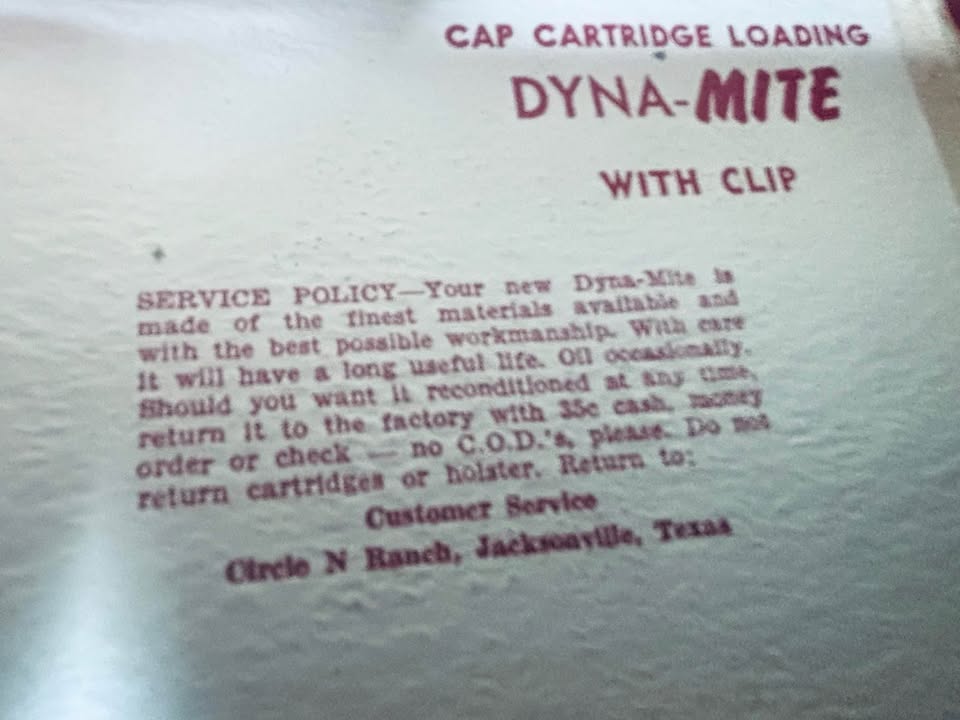 CAP CARTRIDGE LOADING
DYNA-MITE
WITH CLIP
SERVICE POLICY—Your new Dyna-Mite is
made of the finest materials available and
with the best possible workmanship. With care
it will have a long useful life. Oil occasionally.
Should you want it reconditioned at any time,
return it to the factory with 35c cash, money
order or check — no C.O.D.'s, please. Do not
return cartridges or holster. Return to:
Customer Service
Circle N Ranch, Jacksonville, Texas